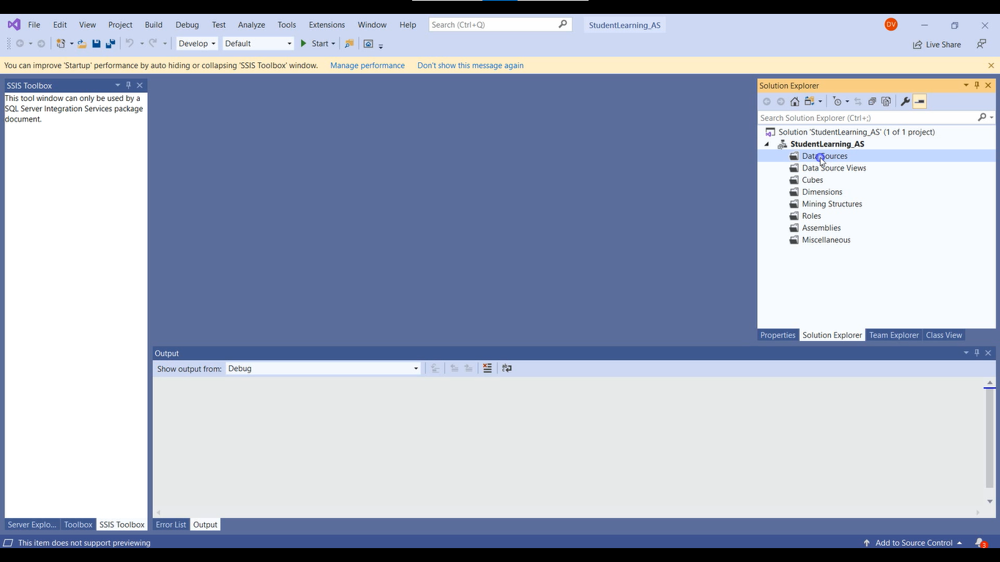 File Edit View Project Build Debug Test Analyze Tools Extensions Window Help Search (Ctrl+Q) StudentLearning_AS DV
Develop Default Start Live Share
You can improve 'Startup' performance by auto hiding or collapsing 'SSIS Toolbox' window. Manage performance Don't show this message again
SSIS Toolbox
This tool window can only be used by a
SQL Server Integration Services package
document.
Solution Explorer
Search Solution Explorer (Ctrl+;)
Solution 'StudentLearning_AS' (1 of 1 project)
StudentLearning_AS
Data Sources
Data Source Views
Cubes
Dimensions
Mining Structures
Roles
Assemblies
Miscellaneous
Properties Solution Explorer Team Explorer Class View
Output
Show output from: Debug
Server Explo... Toolbox SSIS Toolbox Error List Output
This item does not support previewing Add to Source Control 3